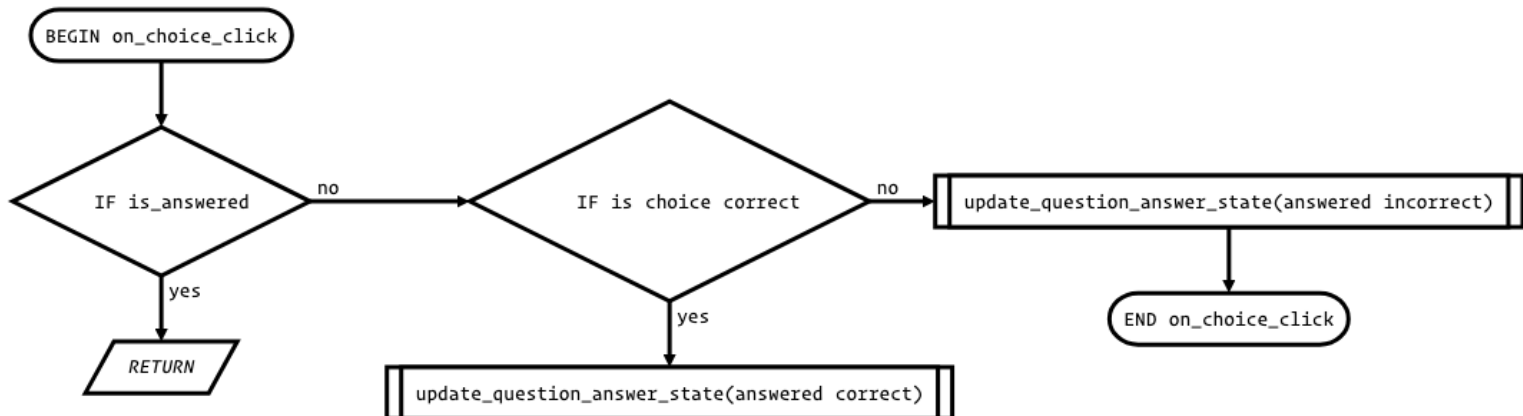 BEGIN on_choice_click
IF is_answered
no
IF is choice correct
no
update_question_answer_state(answered incorrect)
yes
RETURN
yes
update_question_answer_state(answered correct)
END on_choice_click